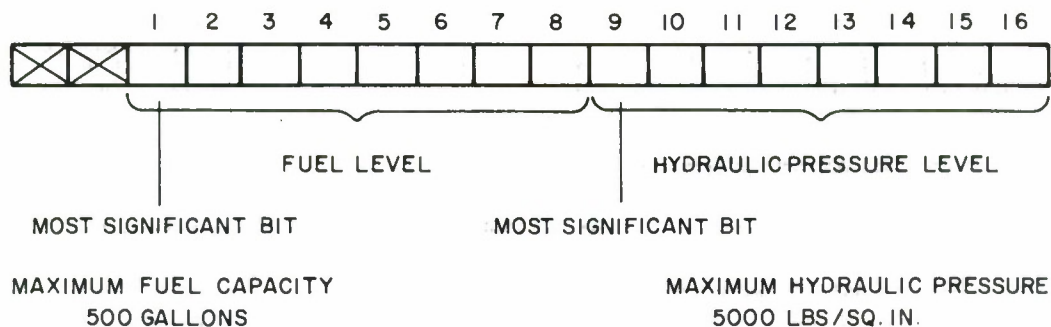 1 2 3 4 5 6 7 8 9 10 11 12 13 14 15 16
FUEL LEVEL
HYDRAULIC PRESSURE LEVEL
MOST SIGNIFICANT BIT
MOST SIGNIFICANT BIT
MAXIMUM FUEL CAPACITY
500 GALLONS
MAXIMUM HYDRAULIC PRESSURE
5000 LBS/SQ. IN.